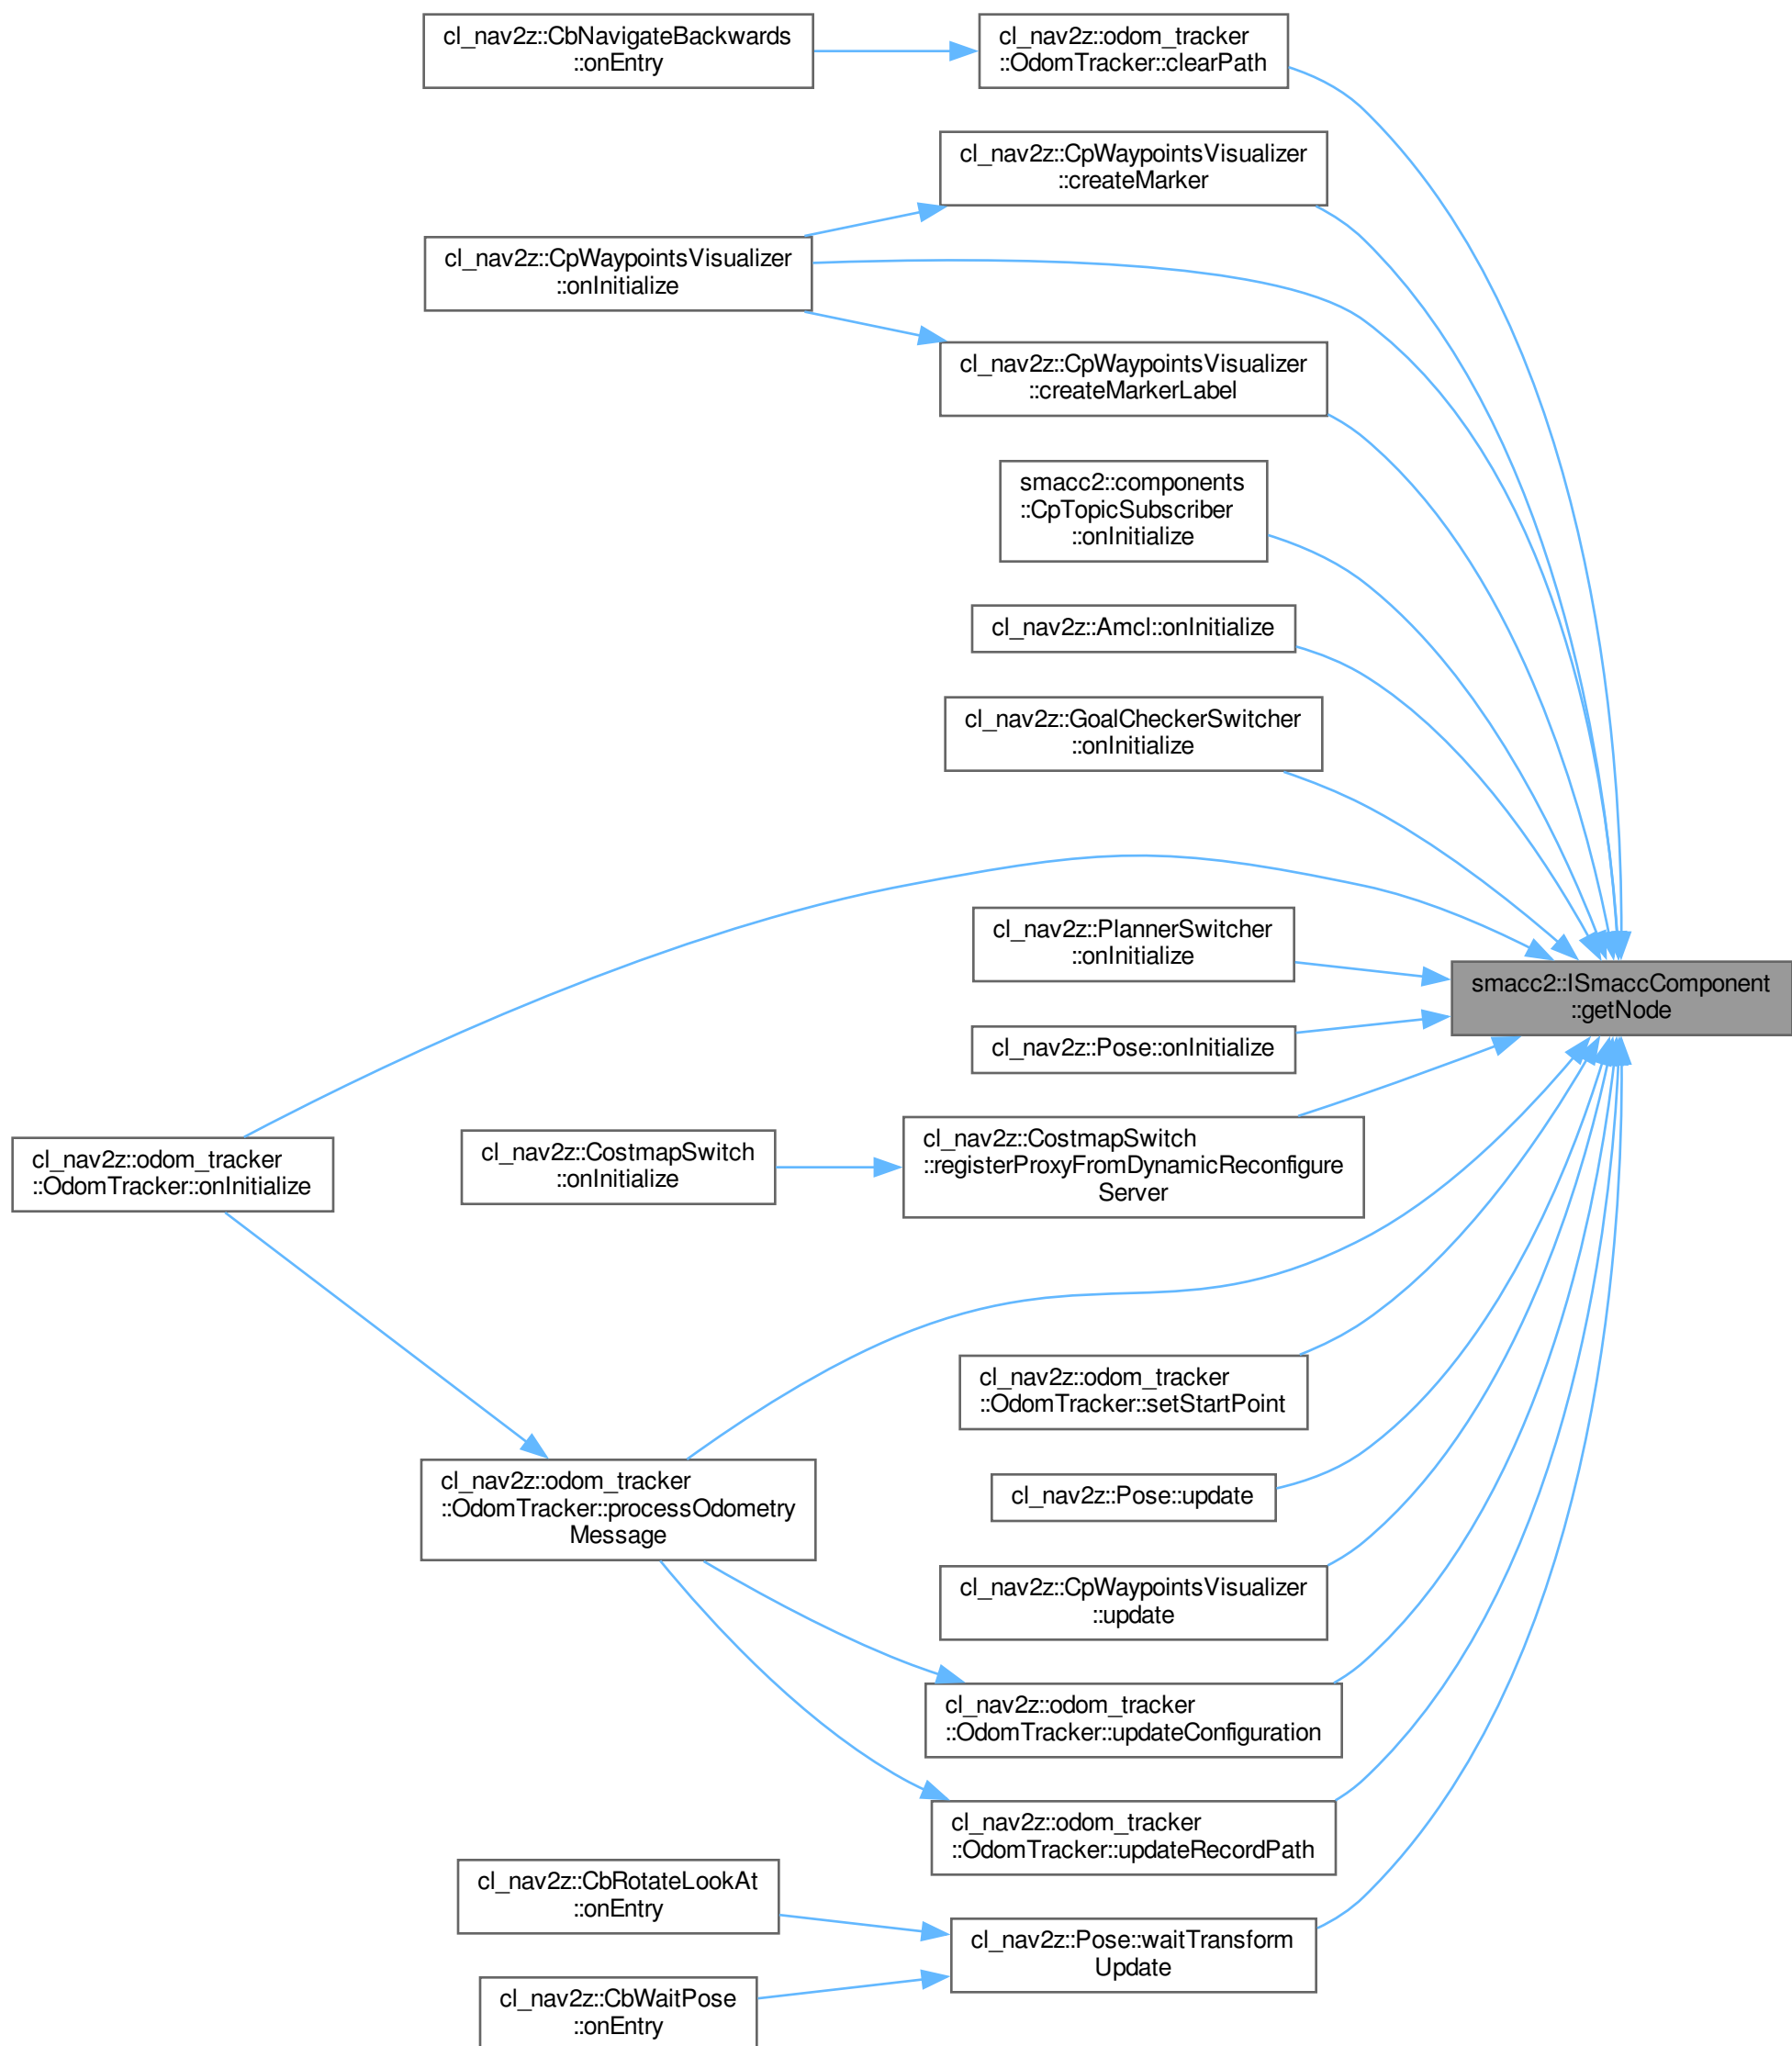 cl_nav2z::CbNavigateBackwards
::onEntry
cl_nav2z::odom_tracker
::OdomTracker::clearPath
cl_nav2z::CpWaypointsVisualizer
::createMarker
cl_nav2z::CpWaypointsVisualizer
::onInitialize
cl_nav2z::CpWaypointsVisualizer
::createMarkerLabel
smacc2::components
::CpTopicSubscriber
::onInitialize
cl_nav2z::Amcl::onInitialize
cl_nav2z::GoalCheckerSwitcher
::onInitialize
cl_nav2z::PlannerSwitcher
::onInitialize
smacc2::ISmaccComponent
::getNode
cl_nav2z::Pose::onInitialize
cl_nav2z::odom_tracker
::OdomTracker::onInitialize
cl_nav2z::CostmapSwitch
::onInitialize
cl_nav2z::CostmapSwitch
::registerProxyFromDynamicReconfigure
Server
cl_nav2z::odom_tracker
::OdomTracker::setStartPoint
cl_nav2z::odom_tracker
::OdomTracker::processOdometry
Message
cl_nav2z::Pose::update
cl_nav2z::CpWaypointsVisualizer
::update
cl_nav2z::odom_tracker
::OdomTracker::updateConfiguration
cl_nav2z::odom_tracker
::OdomTracker::updateRecordPath
cl_nav2z::CbRotateLookAt
::onEntry
cl_nav2z::Pose::waitTransform
Update
cl_nav2z::CbWaitPose
::onEntry